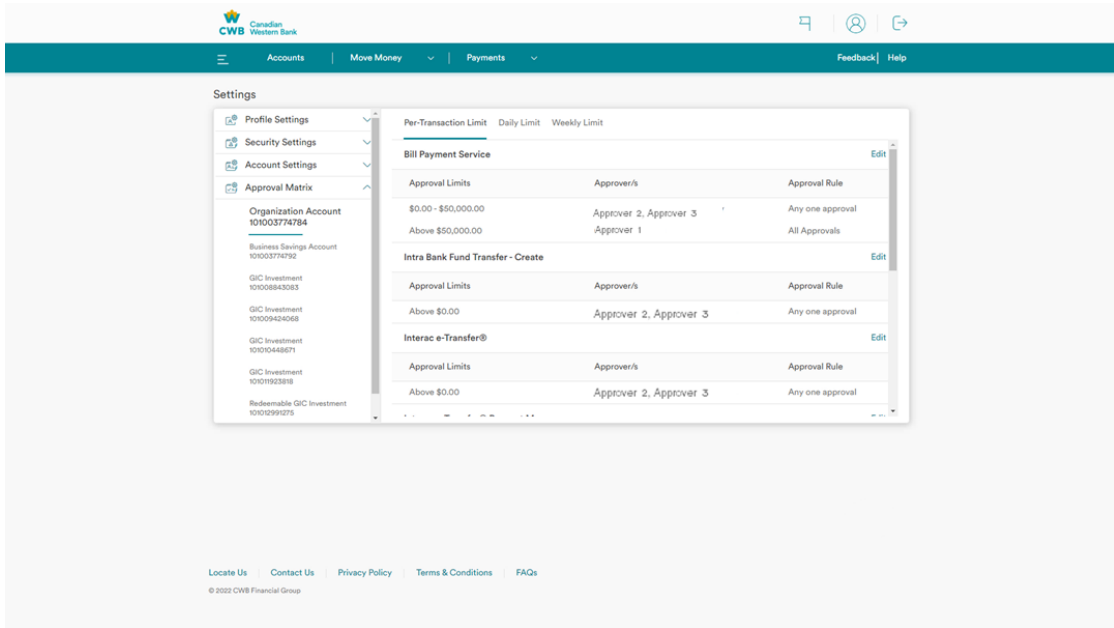 CWB Canadian Western Bank
Accounts Move Money Payments Feedback Help
Settings
Profile Settings
Security Settings
Account Settings
Approval Matrix
Organization Account
101003774784
Business Savings Account
101003774792
GIC Investment
101008843083
GIC Investment
101009424068
GIC Investment
101010448671
GIC Investment
101011923818
Redeemable GIC Investment
101012991275
Per-Transaction Limit Daily Limit Weekly Limit
Bill Payment Service Edit
Approval Limits Approver/s Approval Rule
$0.00 - $50,000.00 Approver 2, Approver 3 Any one approval
Above $50,000.00 Approver 1 All Approvals
Intra Bank Fund Transfer - Create Edit
Approval Limits Approver/s Approval Rule
Above $0.00 Approver 2, Approver 3 Any one approval
Interac e-Transfer® Edit
Approval Limits Approver/s Approval Rule
Above $0.00 Approver 2, Approver 3 Any one approval
Locate Us Contact Us Privacy Policy Terms & Conditions FAQs
© 2022 CWB Financial Group